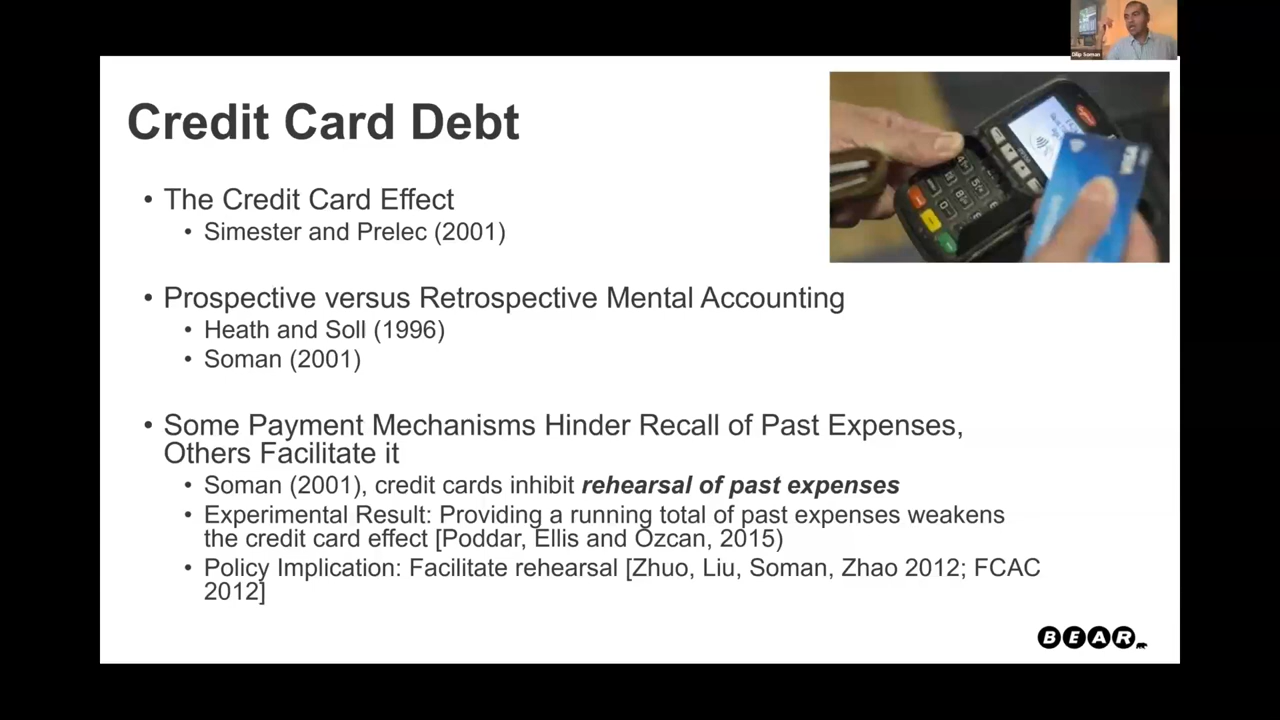 Dilip Soman
Credit Card Debt
VISA
• The Credit Card Effect
• Simester and Prelec (2001)
• Prospective versus Retrospective Mental Accounting
• Heath and Soll (1996)
• Soman (2001)
• Some Payment Mechanisms Hinder Recall of Past Expenses,
Others Facilitate it
• Soman (2001), credit cards inhibit rehearsal of past expenses
• Experimental Result: Providing a running total of past expenses weakens
the credit card effect [Poddar, Ellis and Ozcan, 2015)
• Policy Implication: Facilitate rehearsal [Zhuo, Liu, Soman, Zhao 2012; FCAC
2012]
BEAR